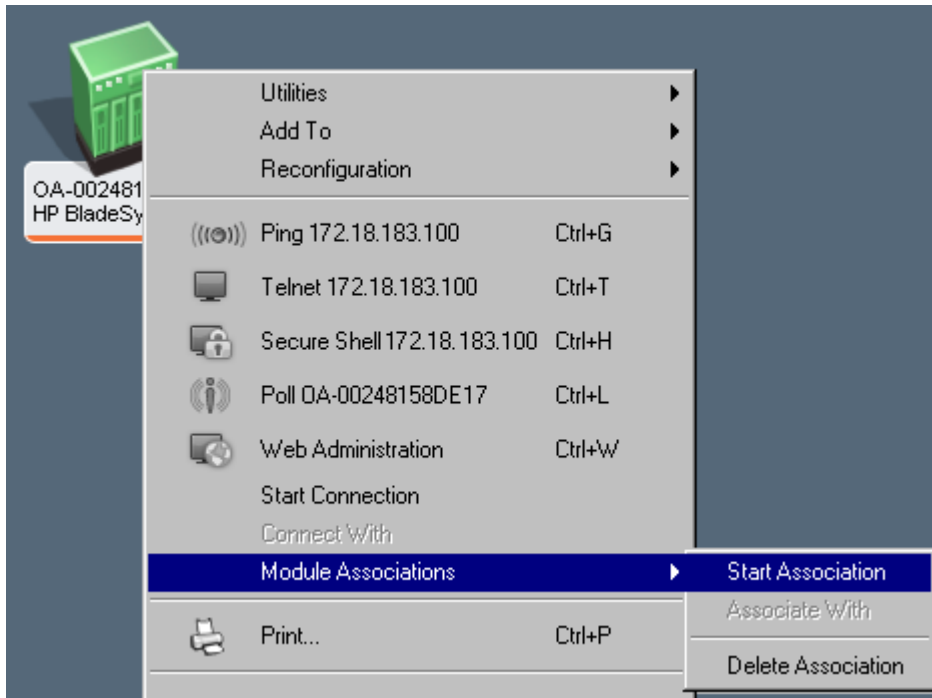 OA-002481
HP BladeSy
Utilities
Add To
Reconfiguration
Ping 172.18.183.100 Ctrl+G
Telnet 172.18.183.100 Ctrl+T
Secure Shell 172.18.183.100 Ctrl+H
Poll OA-00248158DE17 Ctrl+L
Web Administration Ctrl+W
Start Connection
Connect With
Module Associations
Start Association
Associate With
Delete Association
Print... Ctrl+P